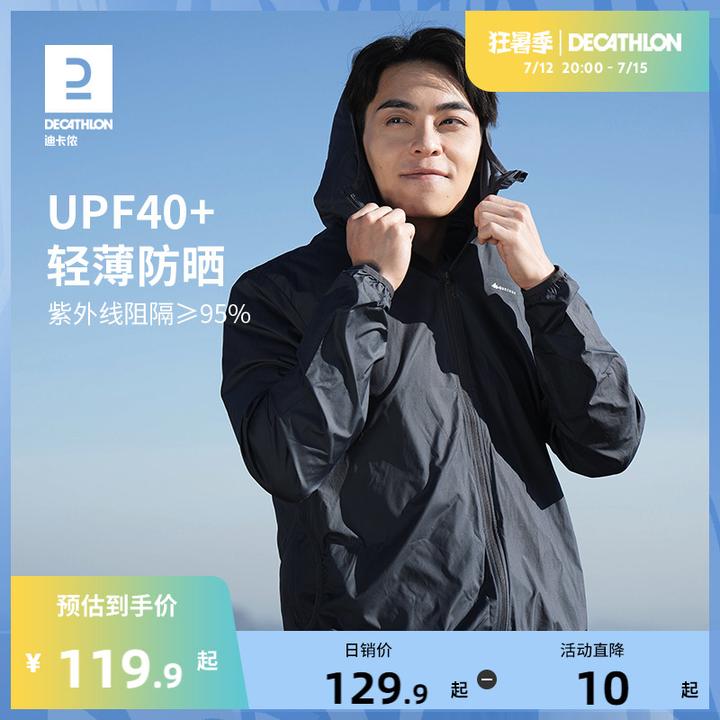 狂暑季 | DECATHLON
7/12 20:00 - 7/15
DECATHLON
迪卡侬
UPF40+
轻薄防晒
紫外线阻隔≥95%
预估到手价
¥ 119.9 起
日销价
129.9 起
−
活动直降
10 起